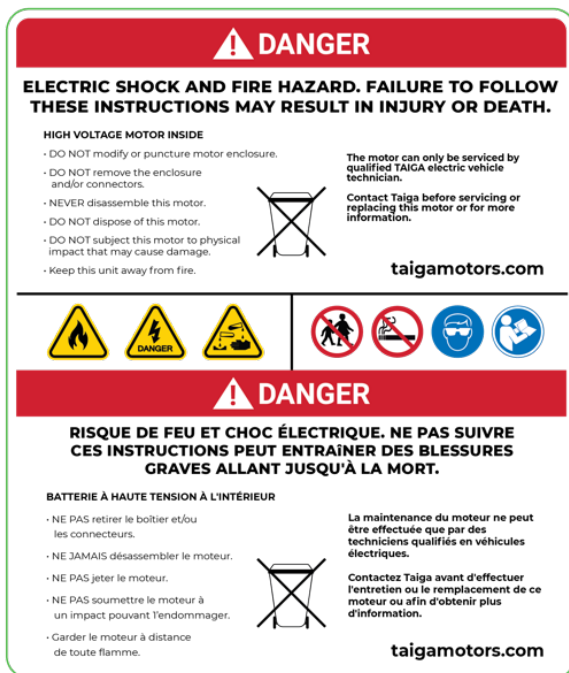 DANGER
ELECTRIC SHOCK AND FIRE HAZARD. FAILURE TO FOLLOW
THESE INSTRUCTIONS MAY RESULT IN INJURY OR DEATH.
HIGH VOLTAGE MOTOR INSIDE
• DO NOT modify or puncture motor enclosure.
• DO NOT remove the enclosure
and/or connectors.
• NEVER disassemble this motor.
• DO NOT dispose of this motor.
• DO NOT subject this motor to physical
impact that may cause damage.
• Keep this unit away from fire.
The motor can only be serviced by
qualified TAIGA electric vehicle
technician.
Contact Taiga before servicing or
replacing this motor or for more
information.
taigamotors.com
DANGER
DANGER
RISQUE DE FEU ET CHOC ÉLECTRIQUE. NE PAS SUIVRE
CES INSTRUCTIONS PEUT ENTRAÎNER DES BLESSURES
GRAVES ALLANT JUSQU'À LA MORT.
BATTERIE À HAUTE TENSION À L'INTÉRIEUR
• NE PAS retirer le boîtier et/ou
les connecteurs.
• NE JAMAIS désassembler le moteur.
• NE PAS jeter le moteur.
• NE PAS soumettre le moteur à
un impact pouvant l'endommager.
• Garder le moteur à distance
de toute flamme.
La maintenance du moteur ne peut
être effectuée que par des
techniciens qualifiés en véhicules
électriques.
Contactez Taiga avant d'effectuer
l'entretien ou le remplacement de ce
moteur ou afin d'obtenir plus
d'information.
taigamotors.com